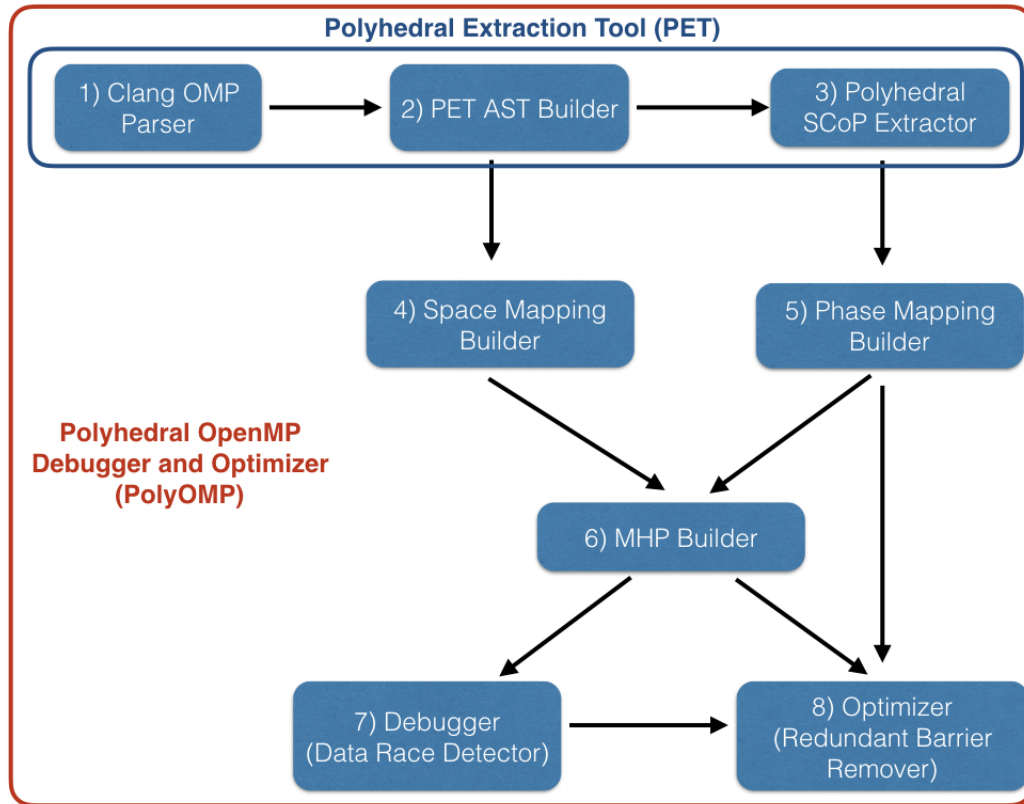 Polyhedral Extraction Tool (PET)
1) Clang OMP
Parser
2) PET AST Builder
3) Polyhedral
SCoP Extractor
4) Space Mapping
Builder
5) Phase Mapping
Builder
Polyhedral OpenMP
Debugger and Optimizer
(PolyOMP)
6) MHP Builder
7) Debugger
(Data Race Detector)
8) Optimizer
(Redundant Barrier
Remover)